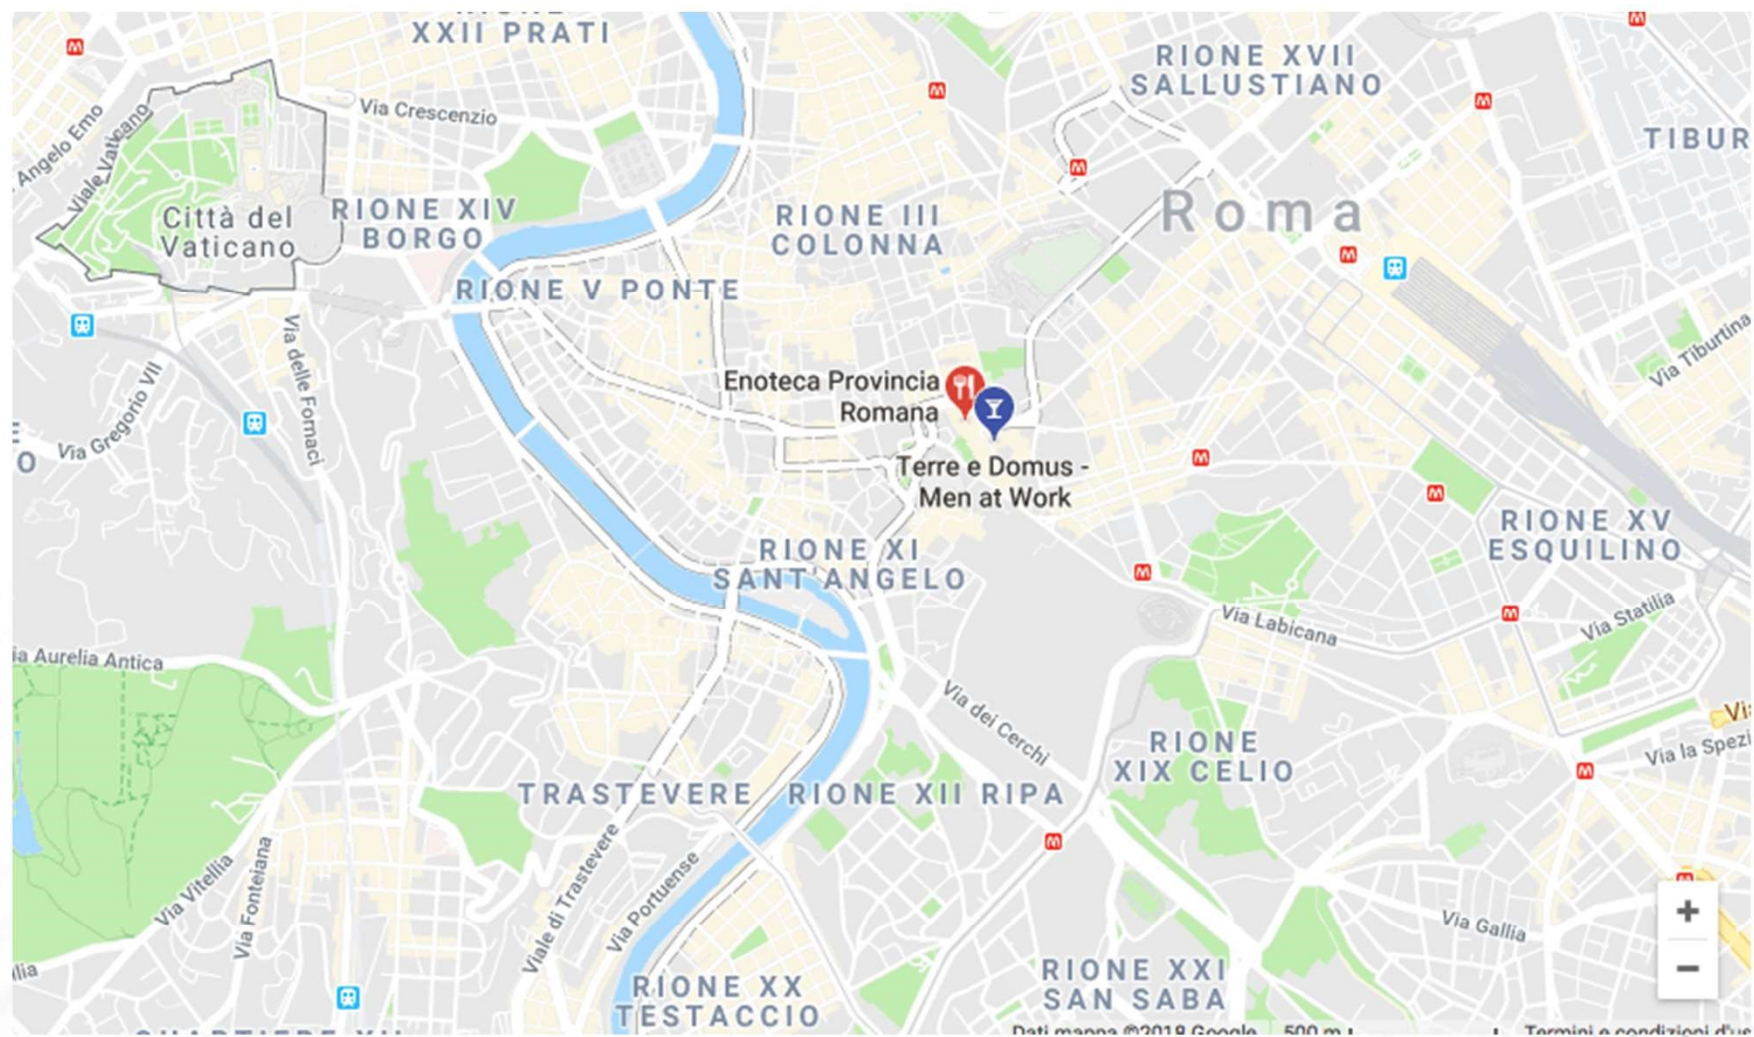 XXII PRATI
RIONE XVII
SALLUSTIANO
Via Crescenzio
Angelo Emo
Viale Vaticano
TIBUR
Città del
Vaticano
RIONE XIV
BORGO
RIONE III
COLONNA
Roma
RIONE V PONTE
Via delle Fornaci
Via Gregorio VII
Via Tiburtina
Enoteca Provincia
Romana
O
Terre e Domus -
Men at Work
RIONE XV
ESQUILINO
RIONE XI
SANT'ANGELO
Via Labicana
Via Statilia
ia Aurelia Antica
Via dei Cerchi
Via
RIONE
XIX CELIO
Via la Spezi
TRASTEVERE
RIONE XII RIPA
Via Vitellia
Via Fonteiana
Viale di Trastevere
Via Portuense
Via Gallia
+
−
lia
RIONE XX
TESTACCIO
RIONE XXI
SAN SABA
Dati mappa ©2018 Google
500 m
Termini e condizioni d'us